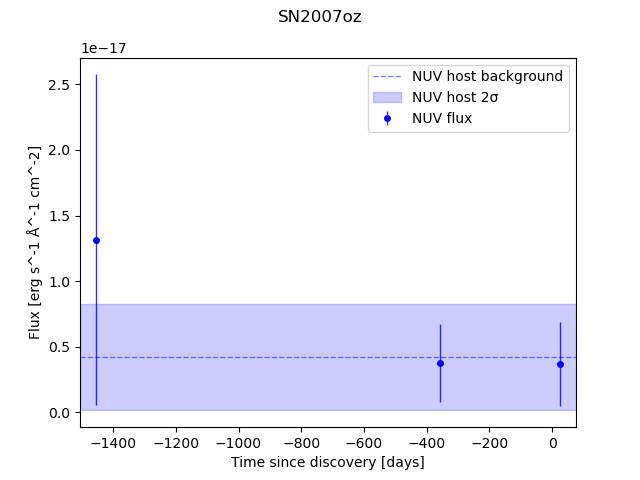 SN2007oz
1e−17
NUV host background
NUV host 2σ
NUV flux
2.5
2.0
1.5
1.0
0.5
0.0
Flux [erg s^-1 Å^-1 cm^-2]
−1400 −1200 −1000 −800 −600 −400 −200 0
Time since discovery [days]